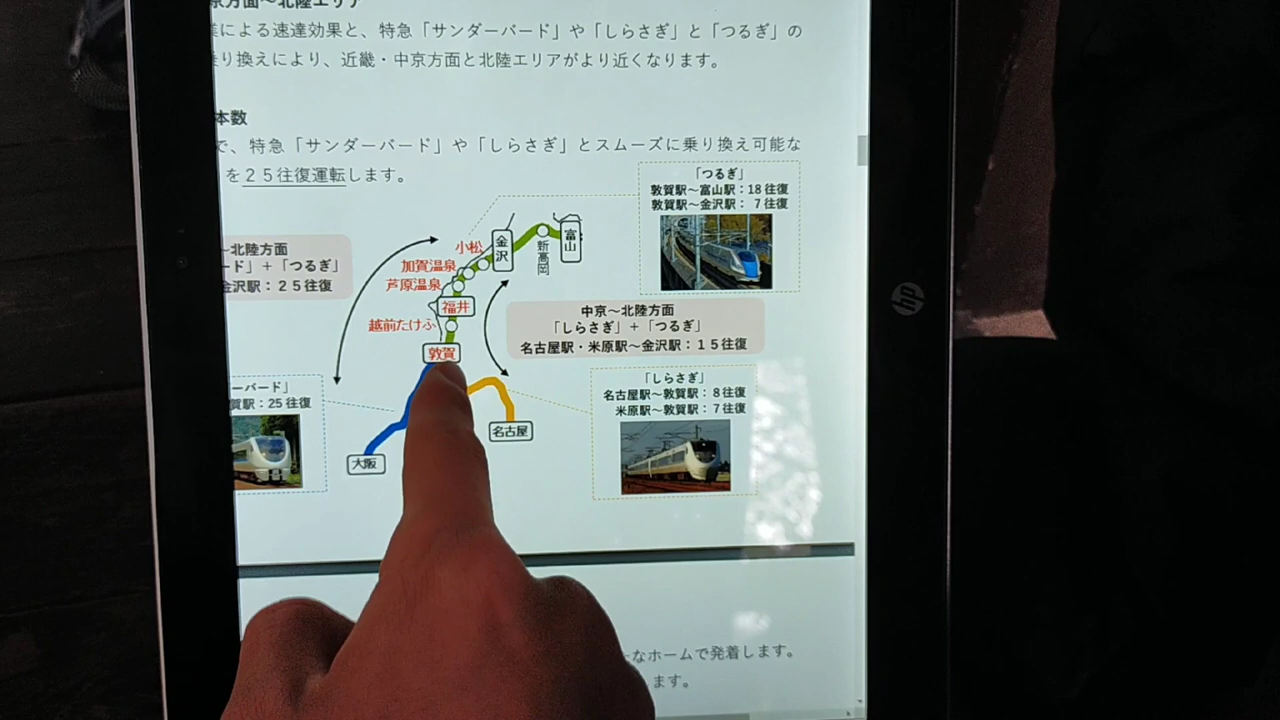 京方面～北陸エリア
業による速達効果と、特急「サンダーバード」や「しらさぎ」と「つるぎ」の
乗り換えにより、近畿・中京方面と北陸エリアがより近くなります。
本数
で、特急「サンダーバード」や「しらさぎ」とスムーズに乗り換え可能な
を２５往復運転します。
「つるぎ」
敦賀駅～富山駅：18往復
敦賀駅～金沢駅：7往復
富山
新高岡
金沢
小松
加賀温泉
芦原温泉
福井
越前たけふ
敦賀
～北陸方面
ード」＋「つるぎ」
金沢駅：２５往復
中京～北陸方面
「しらさぎ」＋「つるぎ」
名古屋駅・米原駅～金沢駅：１５往復
ーバード」
賀駅：25往復
「しらさぎ」
名古屋駅～敦賀駅：8往復
米原駅～敦賀駅：7往復
名古屋
大阪
hp
なホームで発着します。
ます。